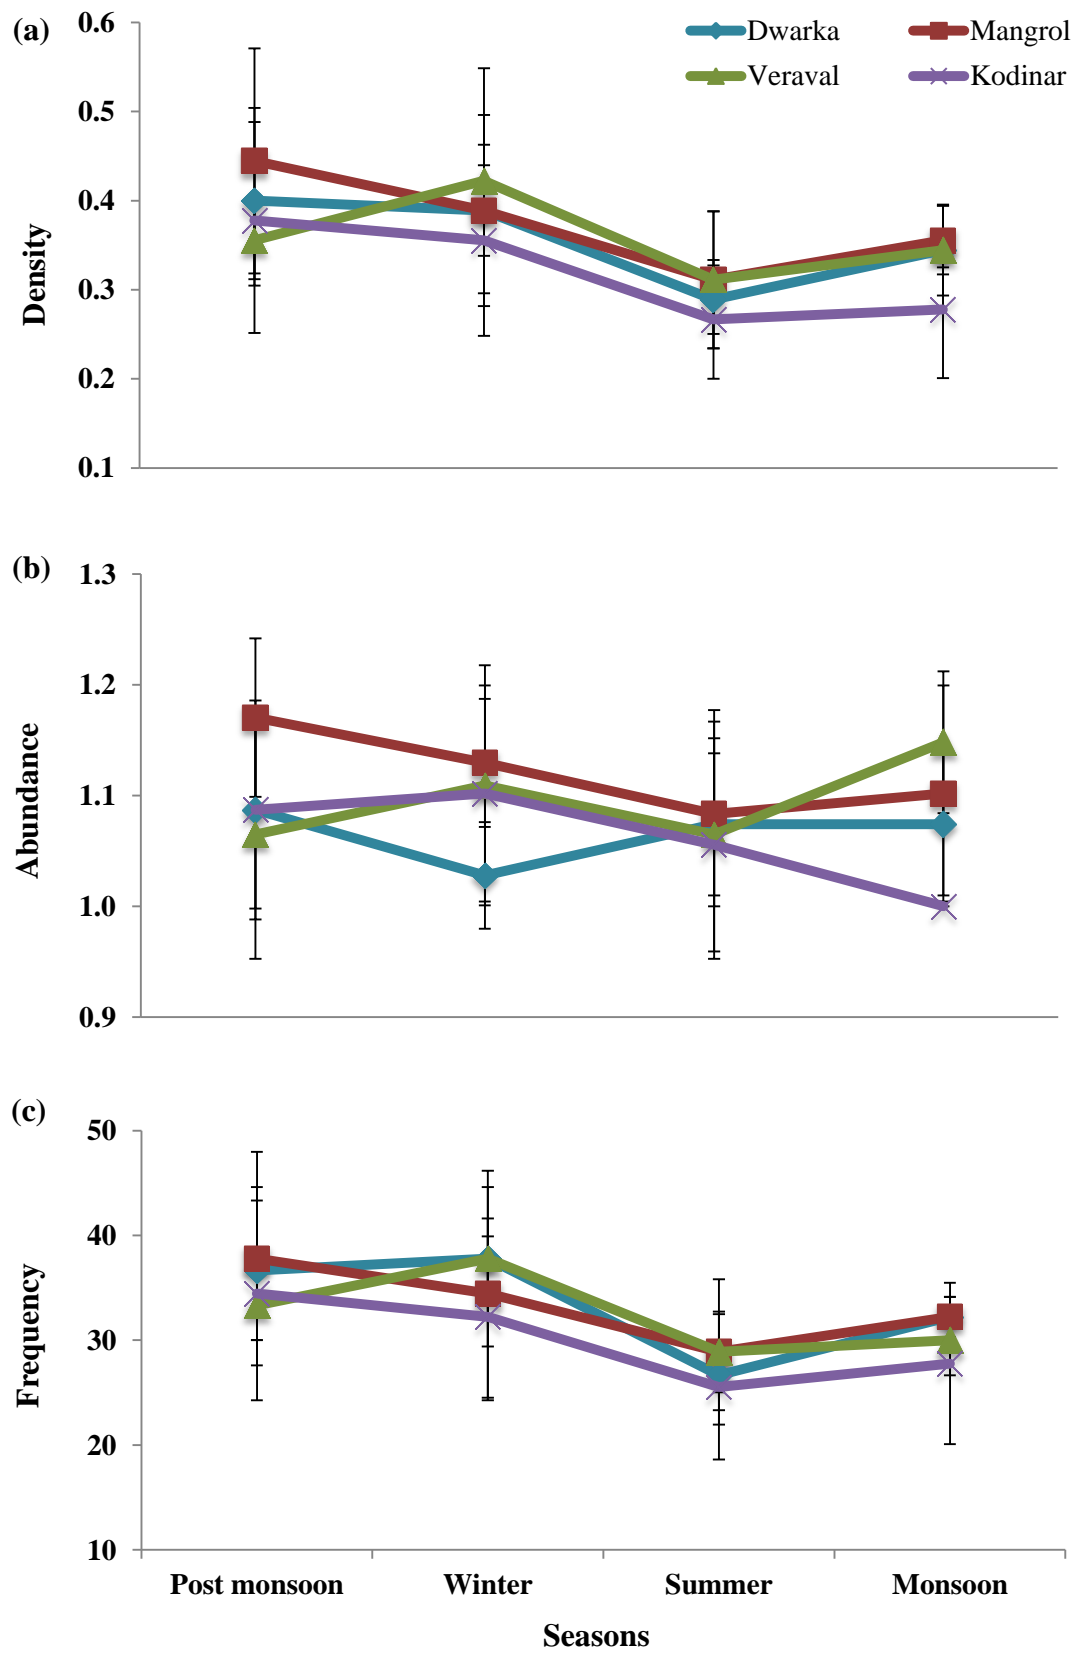 (a)
Dwarka
Mangrol
Veraval
Kodinar
0.6
0.5
0.4
0.3
0.2
0.1
Density
(b)
1.3
1.2
1.1
1.0
0.9
Abundance
(c)
50
40
30
20
10
Frequency
Post monsoon
Winter
Summer
Monsoon
Seasons